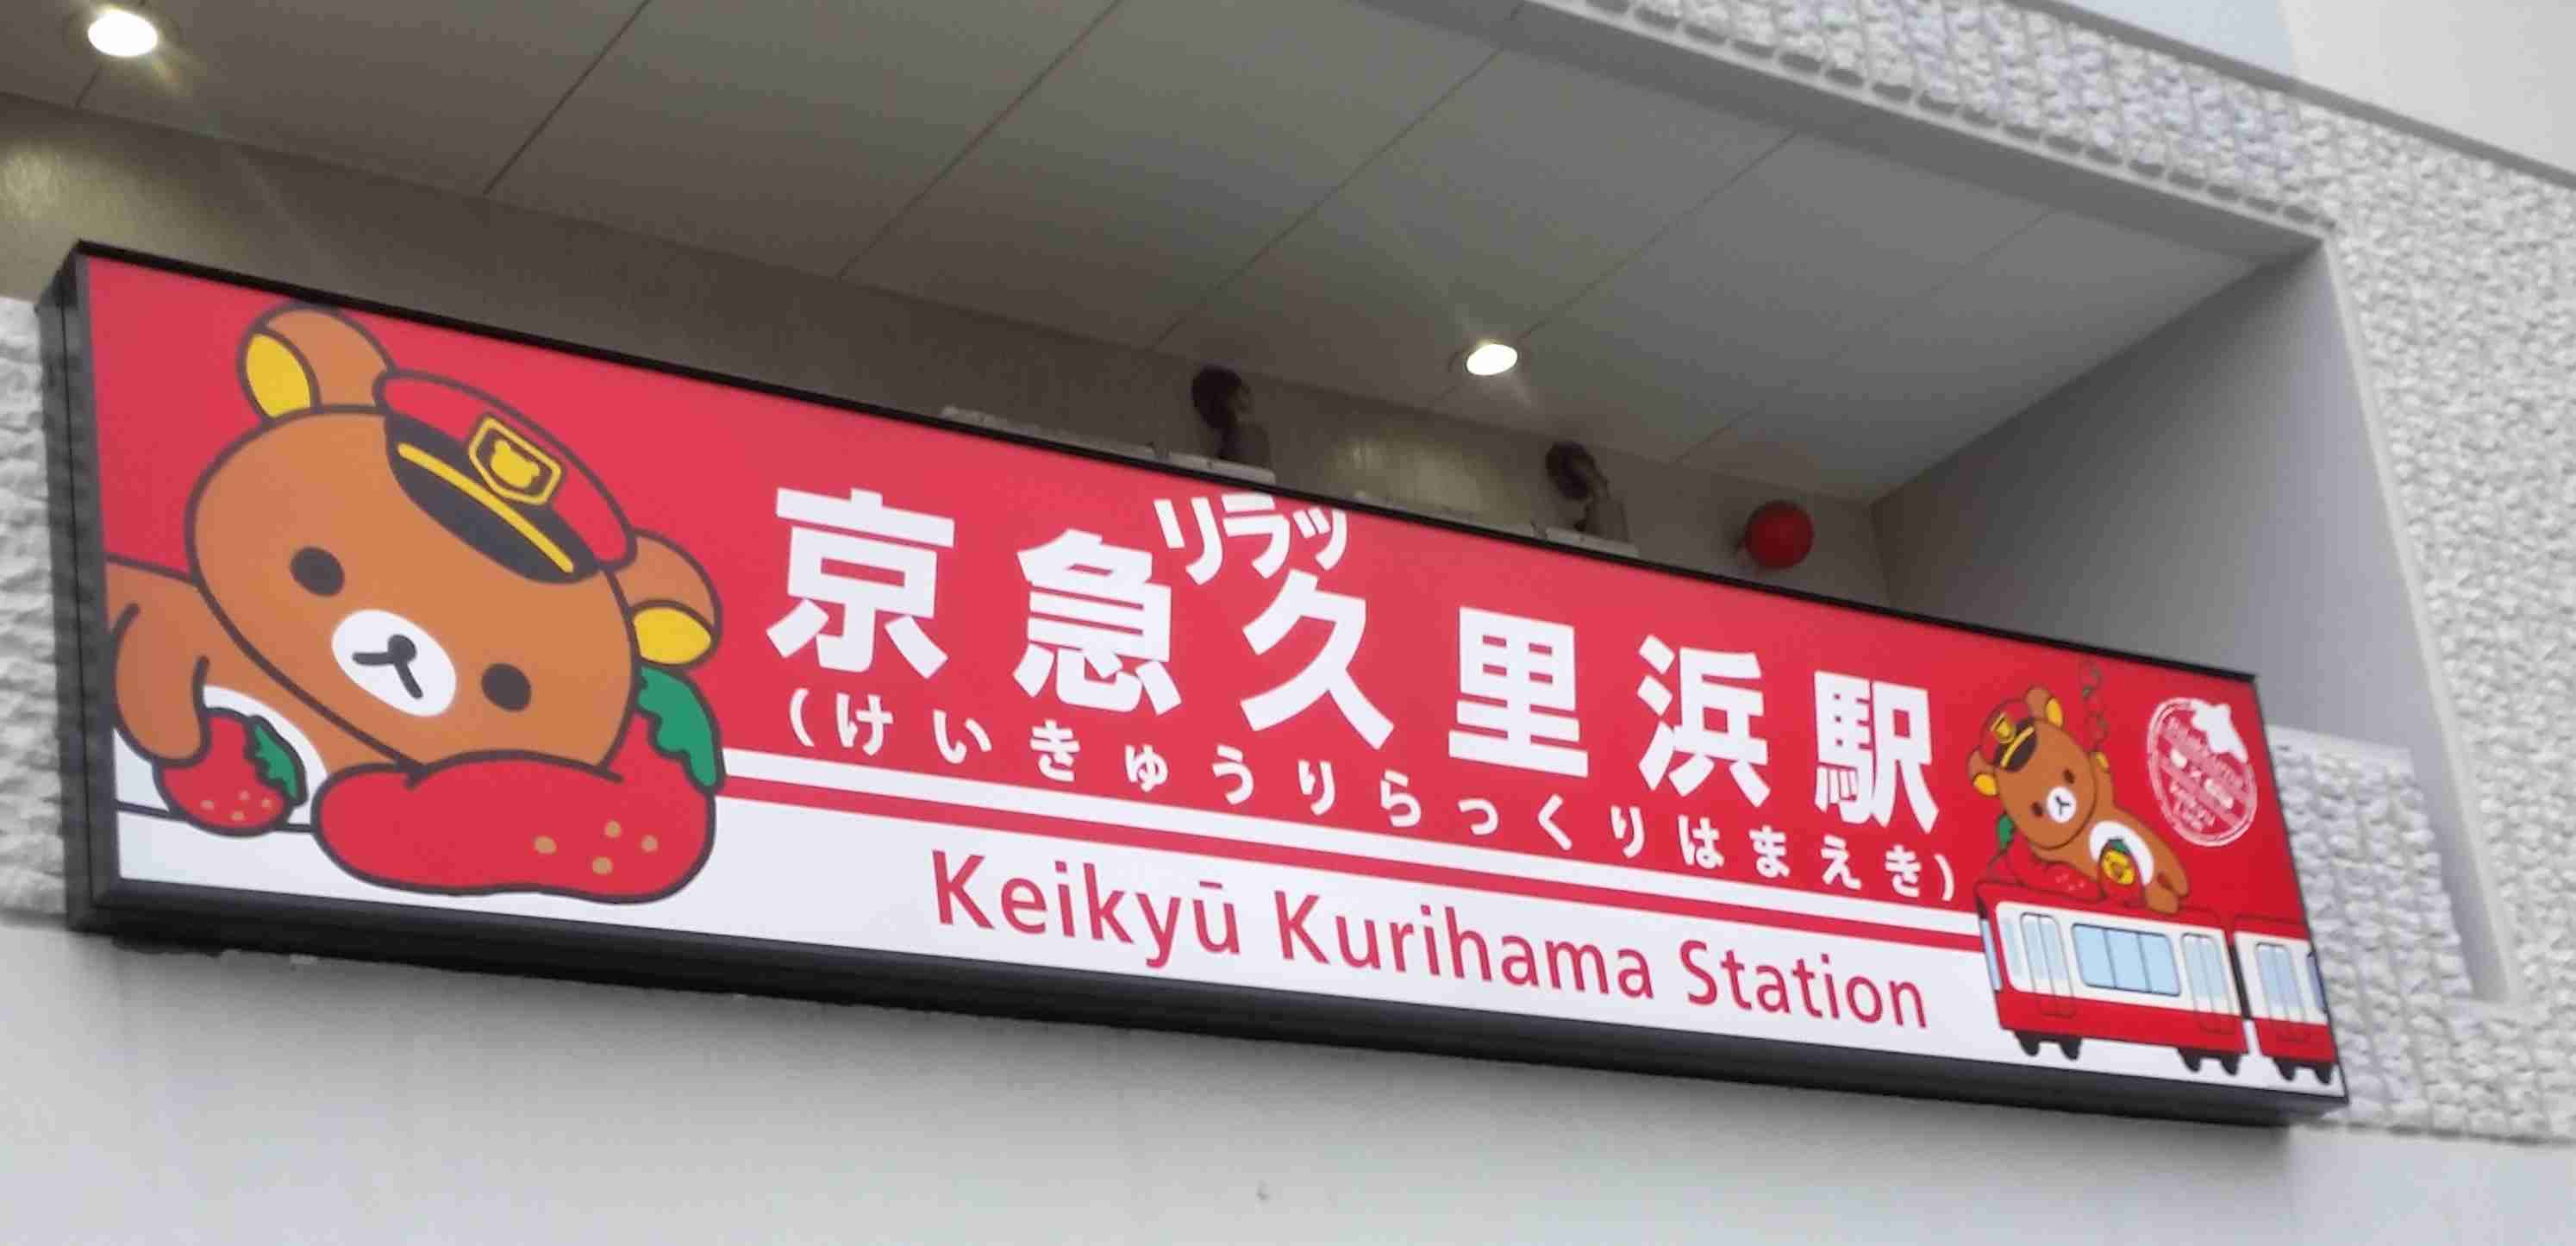 リラッ
京急久里浜駅
(けいきゅうりらっくりはまえき)
Keikyū Kurihama Station